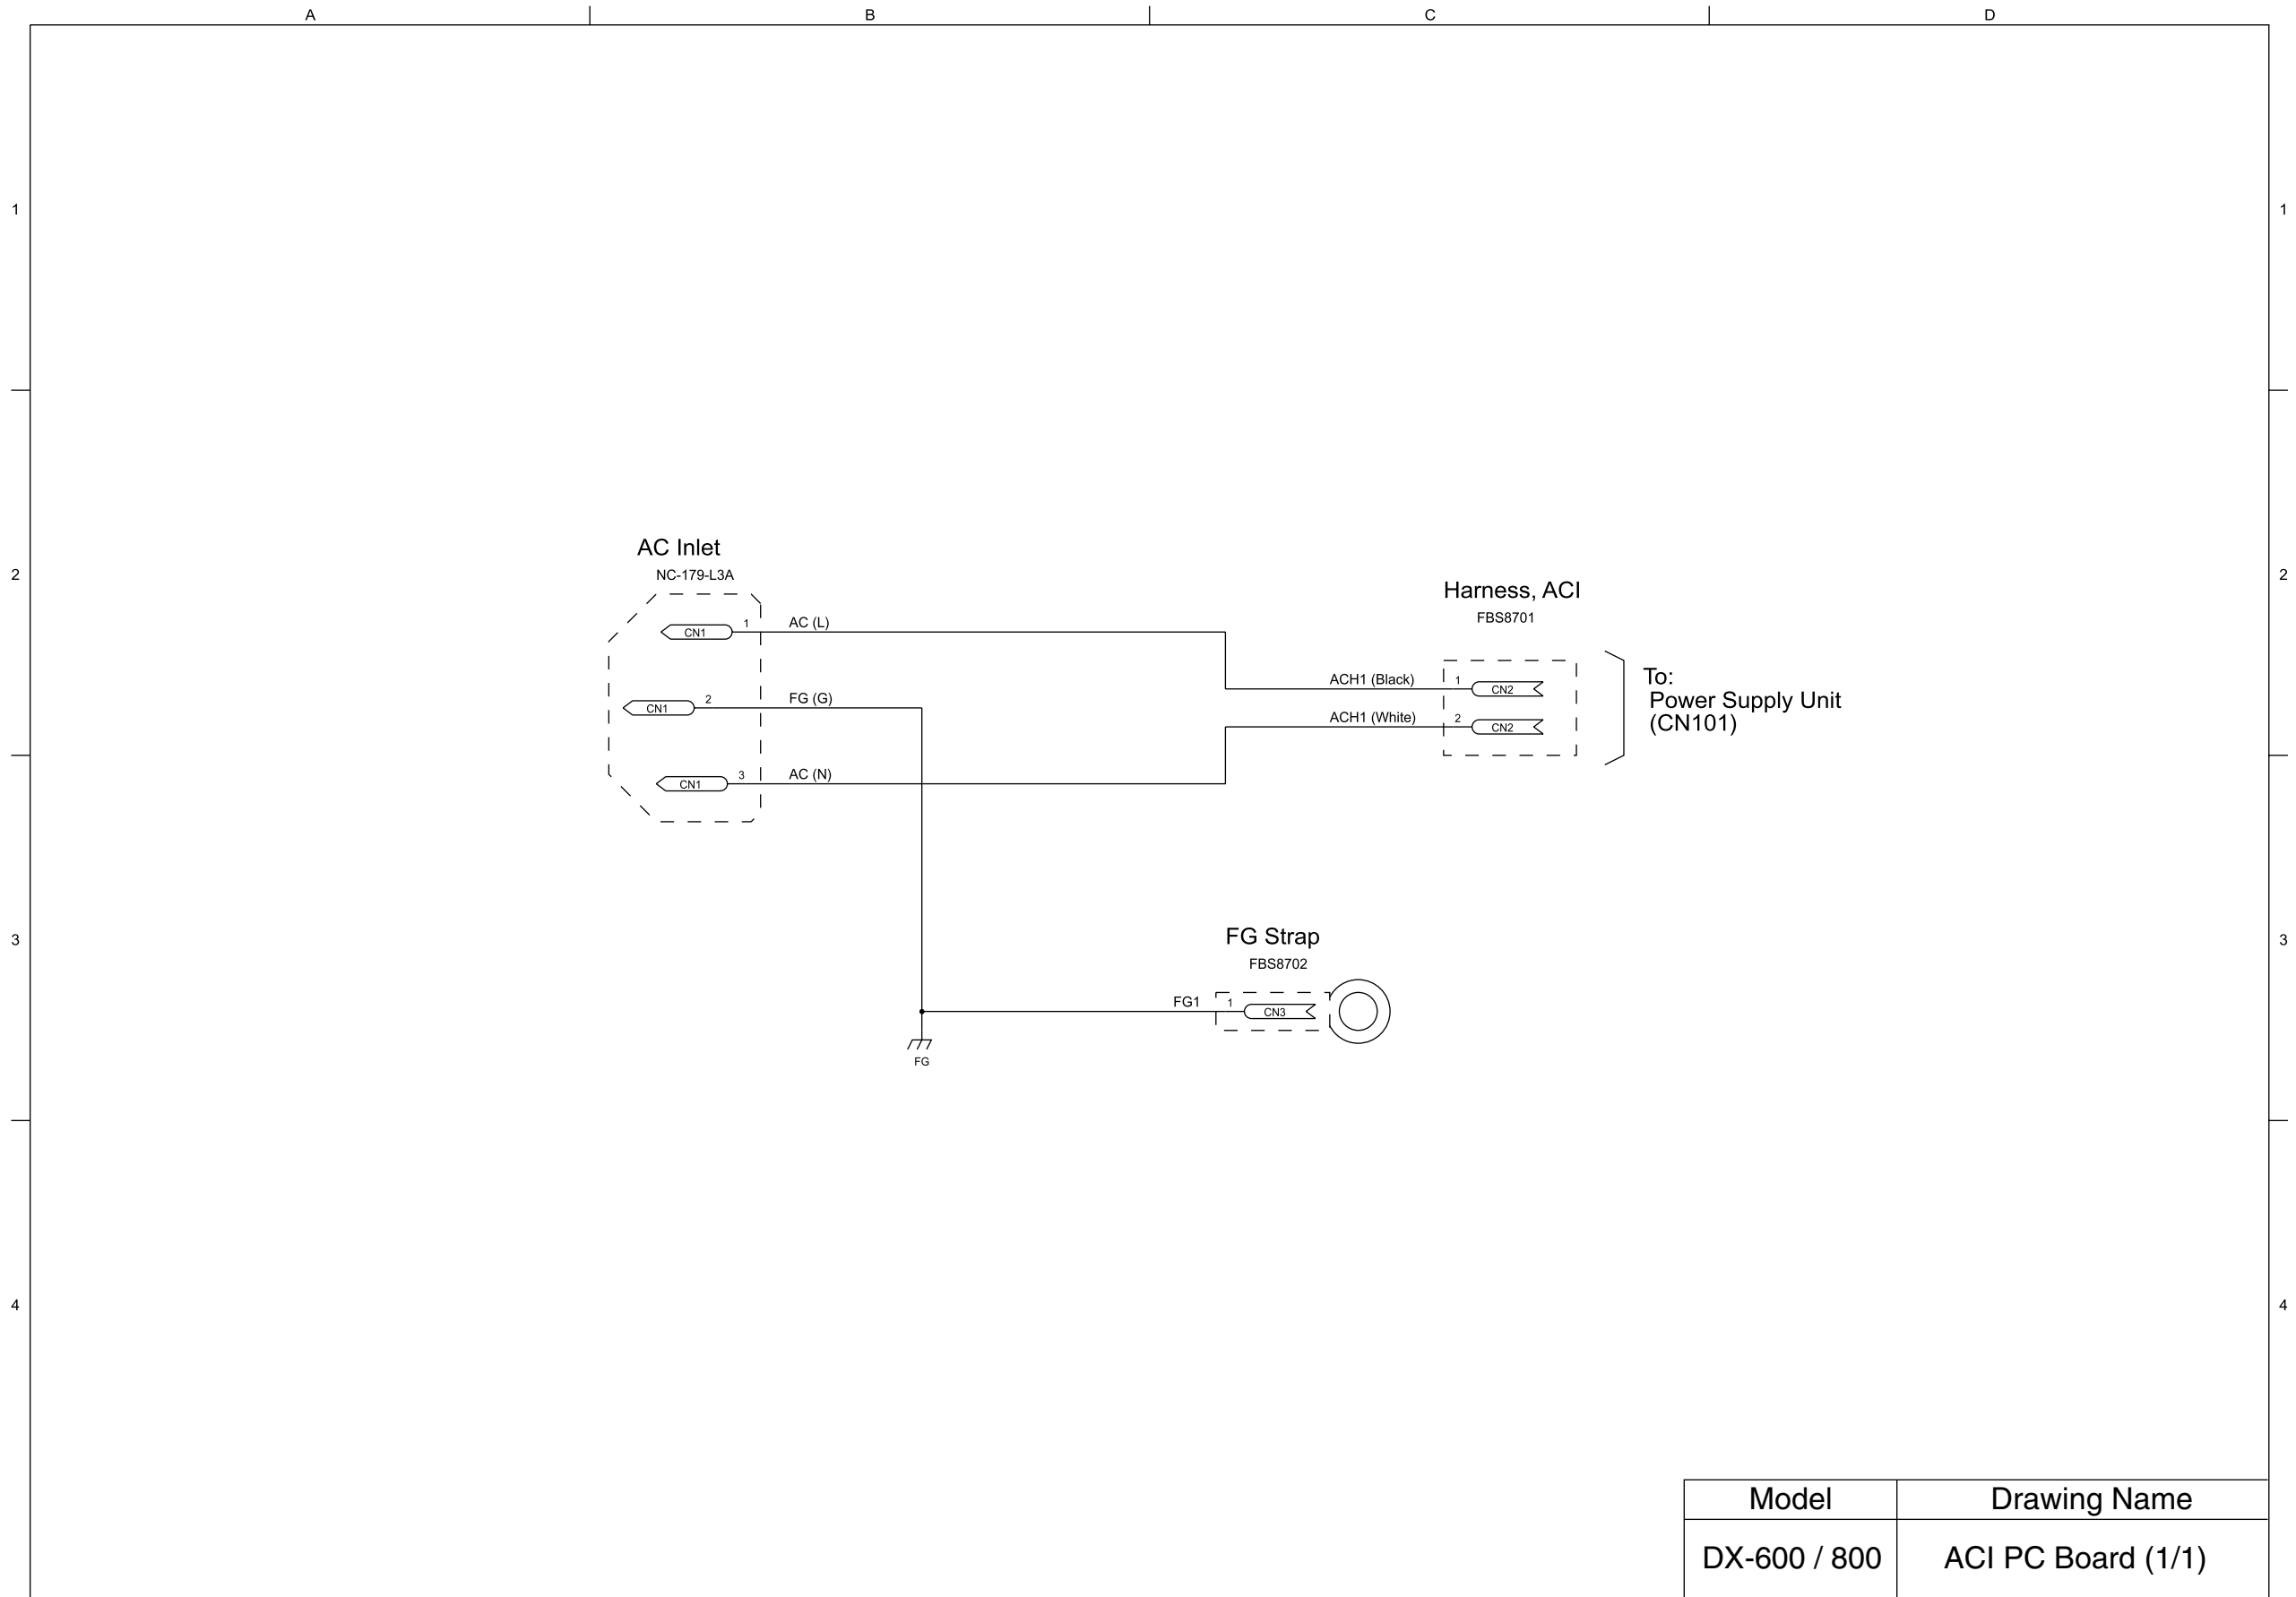 A B C D
1 1
AC Inlet
2 NC-179-L3A 2
Harness, ACI
FBS8701
CN1 1 AC (L)
ACH1 (Black) 1 CN2
To:
Power Supply Unit
(CN101)
CN1 2 FG (G)
ACH1 (White) 2 CN2
CN1 3 AC (N)
3 3
FG Strap
FBS8702
FG1 1 CN3
FG
4 4
Model Drawing Name
DX-600 / 800 ACI PC Board (1/1)